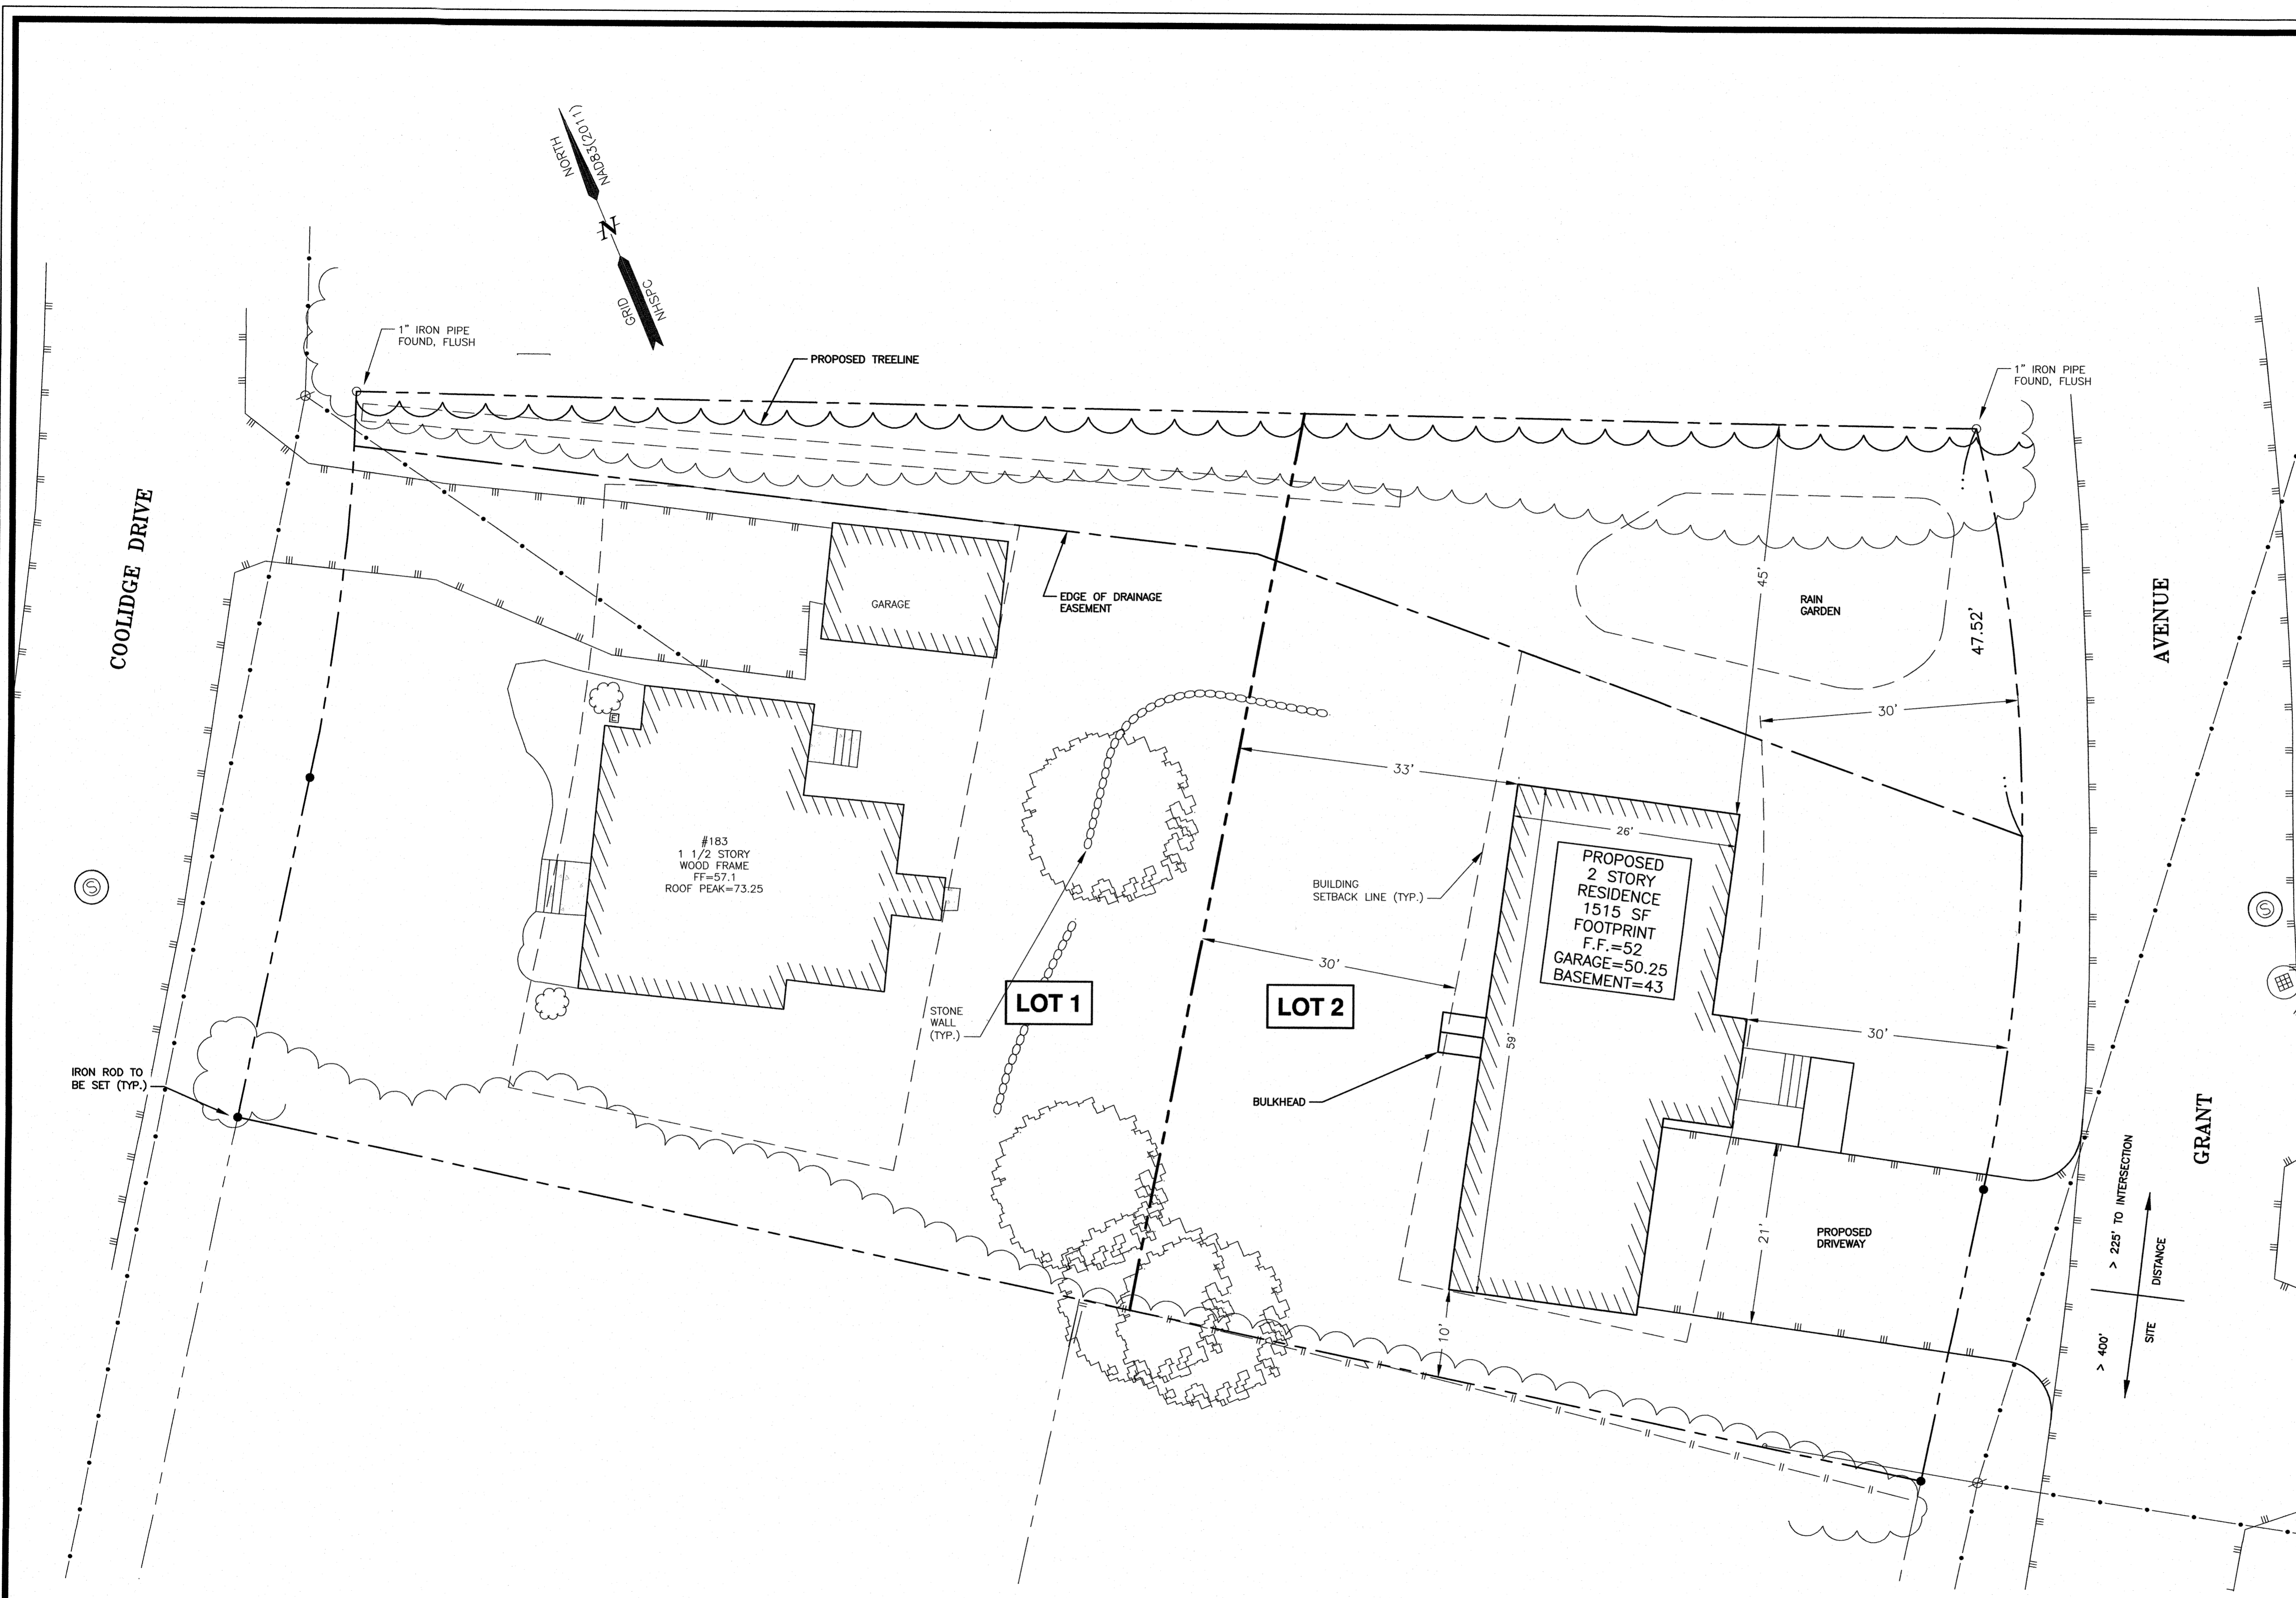 NORTH
NAD83(2011)
N
GRID
NHSPC
1" IRON PIPE
FOUND, FLUSH
PROPOSED TREELINE
1" IRON PIPE
FOUND, FLUSH
COOLIDGE DRIVE
GARAGE
EDGE OF DRAINAGE
EASEMENT
45'
RAIN
GARDEN
47.52'
AVENUE
30'
33'
26'
E
#183
1 1/2 STORY
WOOD FRAME
FF=57.1
ROOF PEAK=73.25
BUILDING
SETBACK LINE (TYP.)
PROPOSED
2 STORY
RESIDENCE
1515 SF
FOOTPRINT
F.F.=52
GARAGE=50.25
BASEMENT=43
S
S
30'
STONE
WALL
(TYP.)
LOT 1
LOT 2
59'
30'
IRON ROD TO
BE SET (TYP.)
BULKHEAD
GRANT
21'
PROPOSED
DRIVEWAY
> 225' TO INTERSECTION
DISTANCE
SITE
> 400'
10'